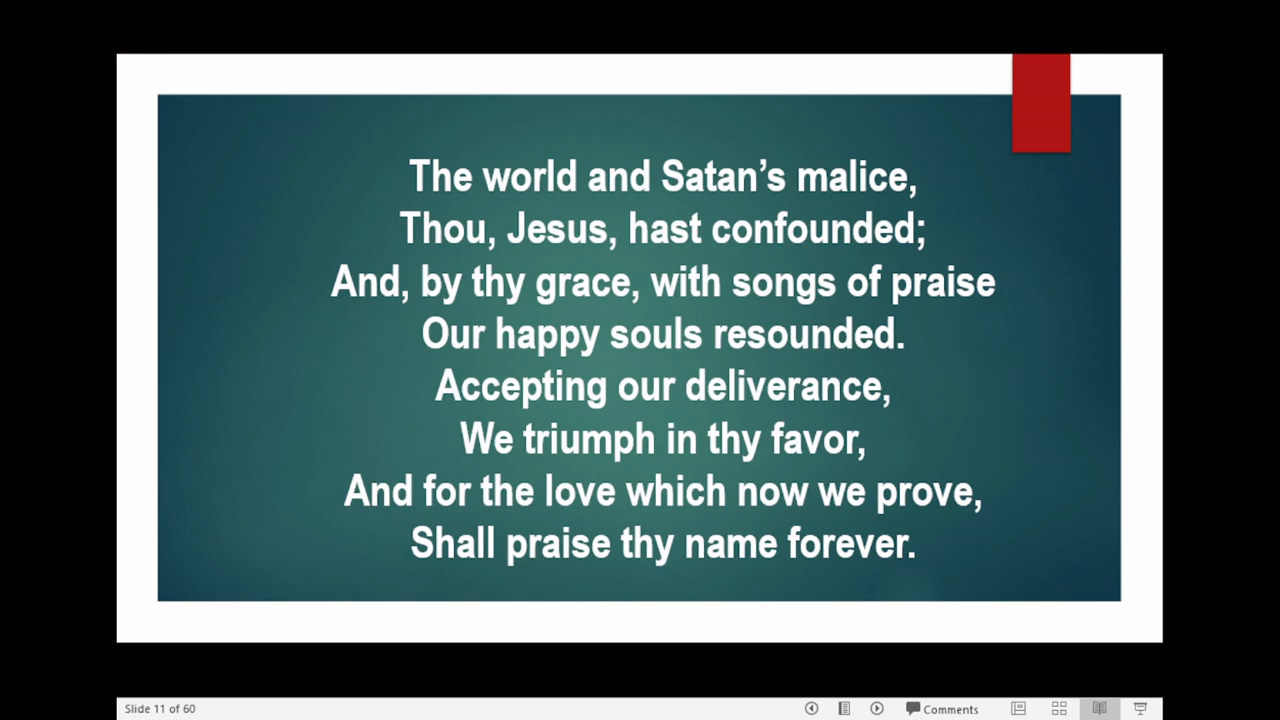 The world and Satan’s malice,
Thou, Jesus, hast confounded;
And, by thy grace, with songs of praise
Our happy souls resounded.
Accepting our deliverance,
We triumph in thy favor,
And for the love which now we prove,
Shall praise thy name forever.
Slide 11 of 60
Comments